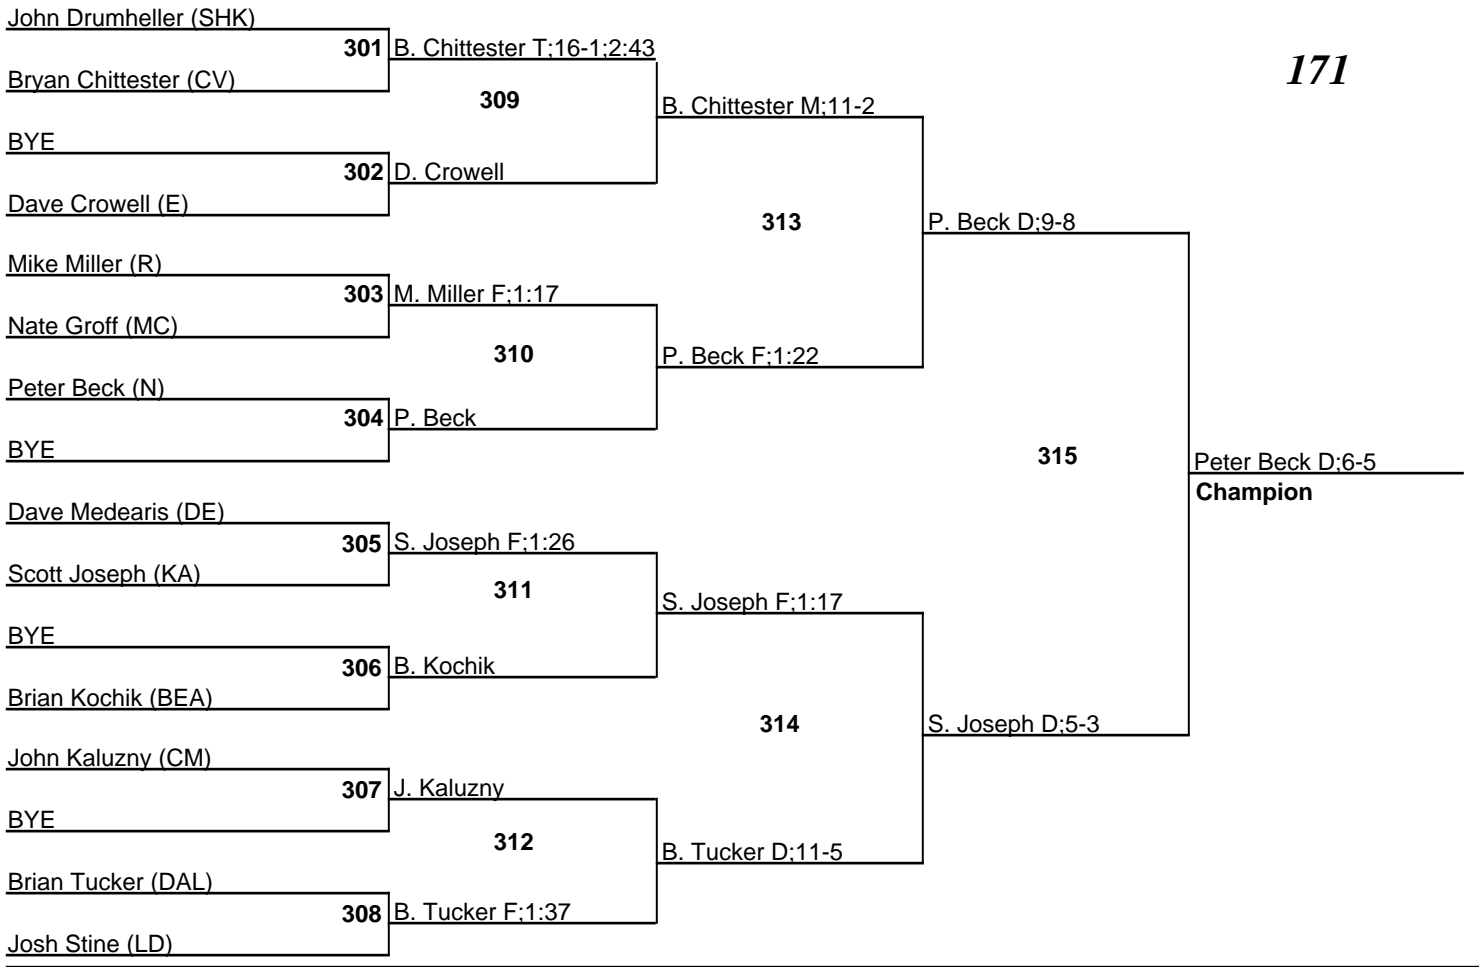 John Drumheller (SHK)
301 B. Chittester T;16-1;2:43
171
Bryan Chittester (CV)
309
B. Chittester M;11-2
BYE
302 D. Crowell
Dave Crowell (E)
313
P. Beck D;9-8
Mike Miller (R)
303 M. Miller F;1:17
Nate Groff (MC)
310
P. Beck F;1:22
Peter Beck (N)
304 P. Beck
BYE
315
Peter Beck D;6-5
Champion
Dave Medearis (DE)
305 S. Joseph F;1:26
Scott Joseph (KA)
311
S. Joseph F;1:17
BYE
306 B. Kochik
Brian Kochik (BEA)
314
S. Joseph D;5-3
John Kaluzny (CM)
307 J. Kaluzny
BYE
312
B. Tucker D;11-5
Brian Tucker (DAL)
308 B. Tucker F;1:37
Josh Stine (LD)